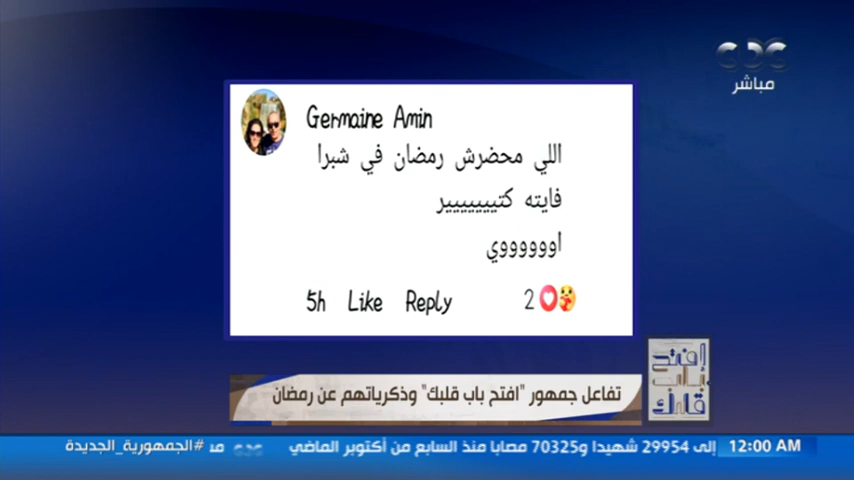 cbc
مباشر
Germaine Amin
اللي محضرش رمضان في شبرا
فايته كتيييييييير
اوووووووي
5h Like Reply 2
افتح
باب
قلبك
تفاعل جمهور "افتح باب قلبك" وذكرياتهم عن رمضان
12:00 AM إلى 29954 شهيدا و70325 مصابا منذ السابع من أكتوبر الماضي cbc #الجمهورية_الجديدة